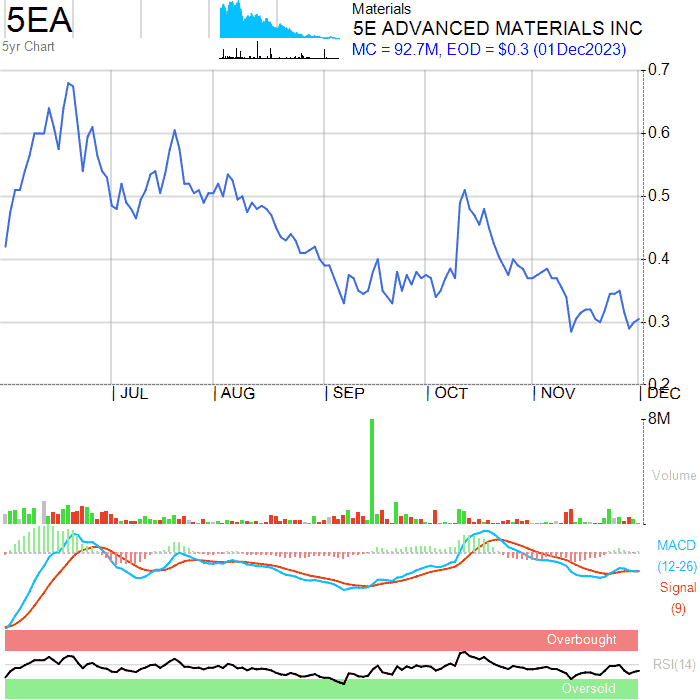 5EA
5yr Chart
Materials
5E ADVANCED MATERIALS INC
MC = 92.7M, EOD = $0.3 (01Dec2023)
0.7
0.6
0.5
0.4
0.3
0.2
| JUL | AUG | SEP | OCT | NOV | DEC
8M
Volume
MACD
(12-26)
Signal
(9)
Overbought
RSI(14)
Oversold